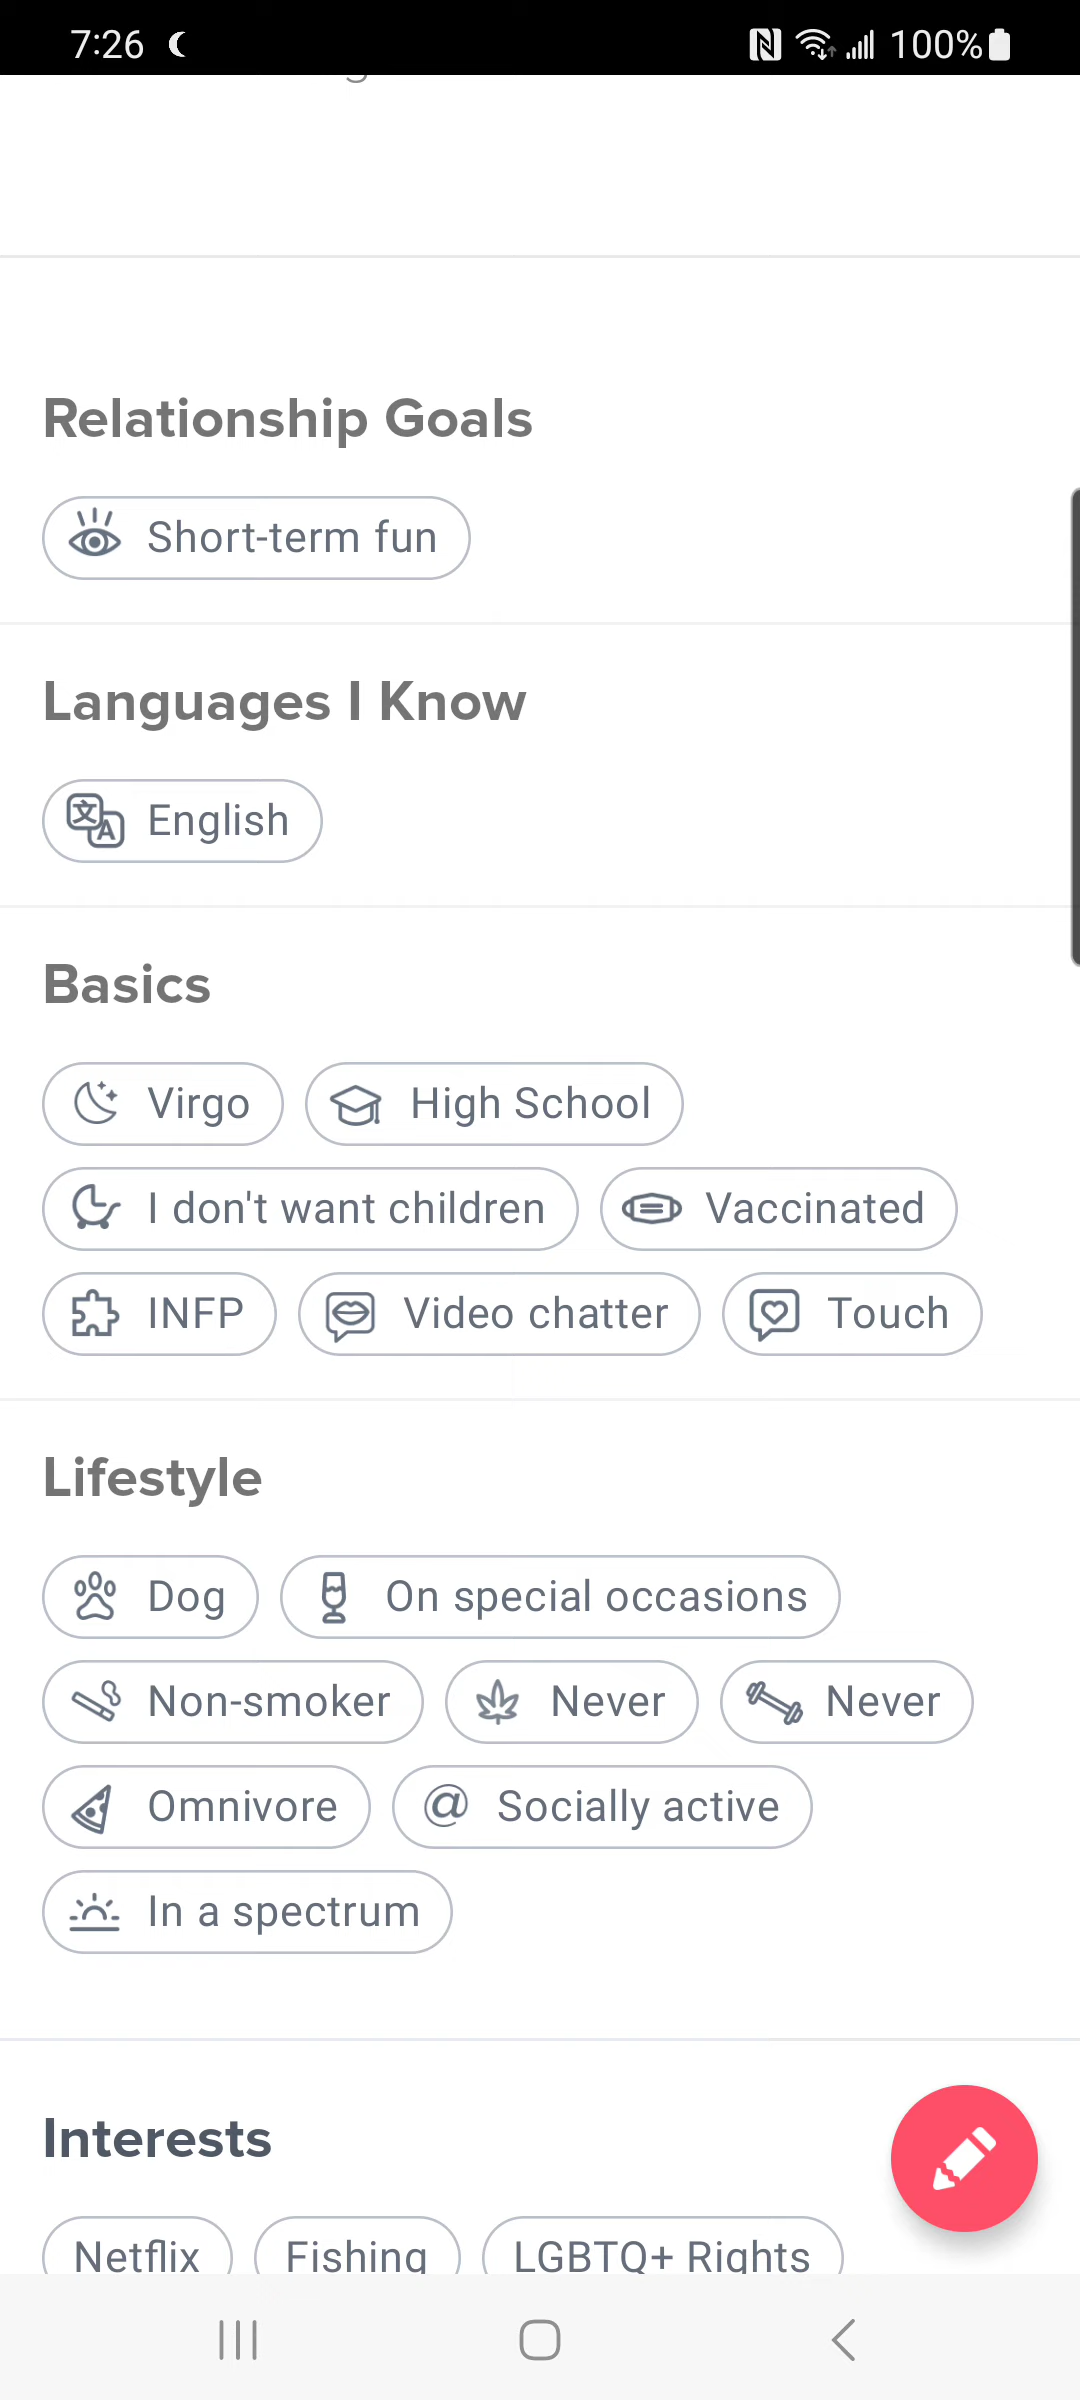 7:26 100%
Relationship Goals
Short-term fun
Languages I Know
English
Basics
Virgo High School
I don't want children Vaccinated
INFP Video chatter Touch
Lifestyle
Dog On special occasions
Non-smoker Never Never
Omnivore @ Socially active
In a spectrum
Interests
Netflix Fishing LGBTQ+ Rights